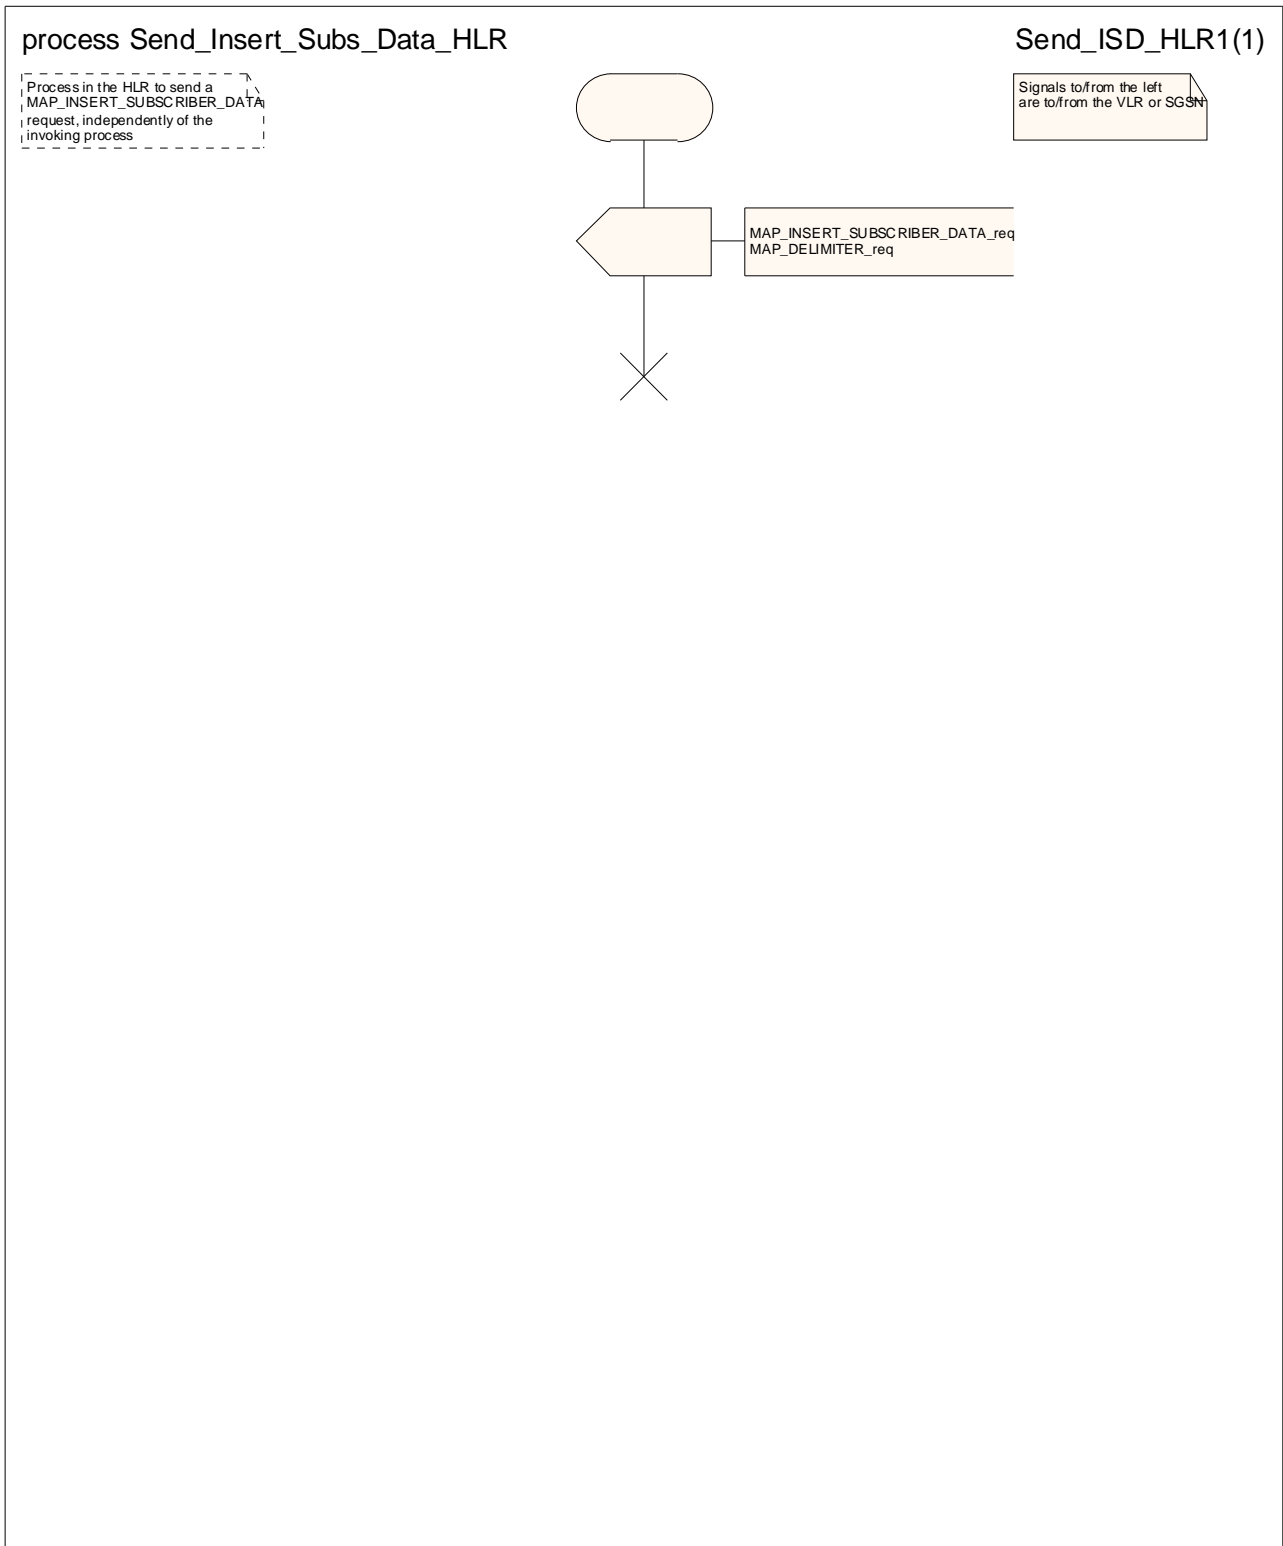 process Send_Insert_Subs_Data_HLR
Send_ISD_HLR1(1)
Process in the HLR to send a
MAP_INSERT_SUBSCRIBER_DATA
request, independently of the
invoking process
Signals to/from the left
are to/from the VLR or SGSN
MAP_INSERT_SUBSCRIBER_DATA_req
MAP_DELIMITER_req